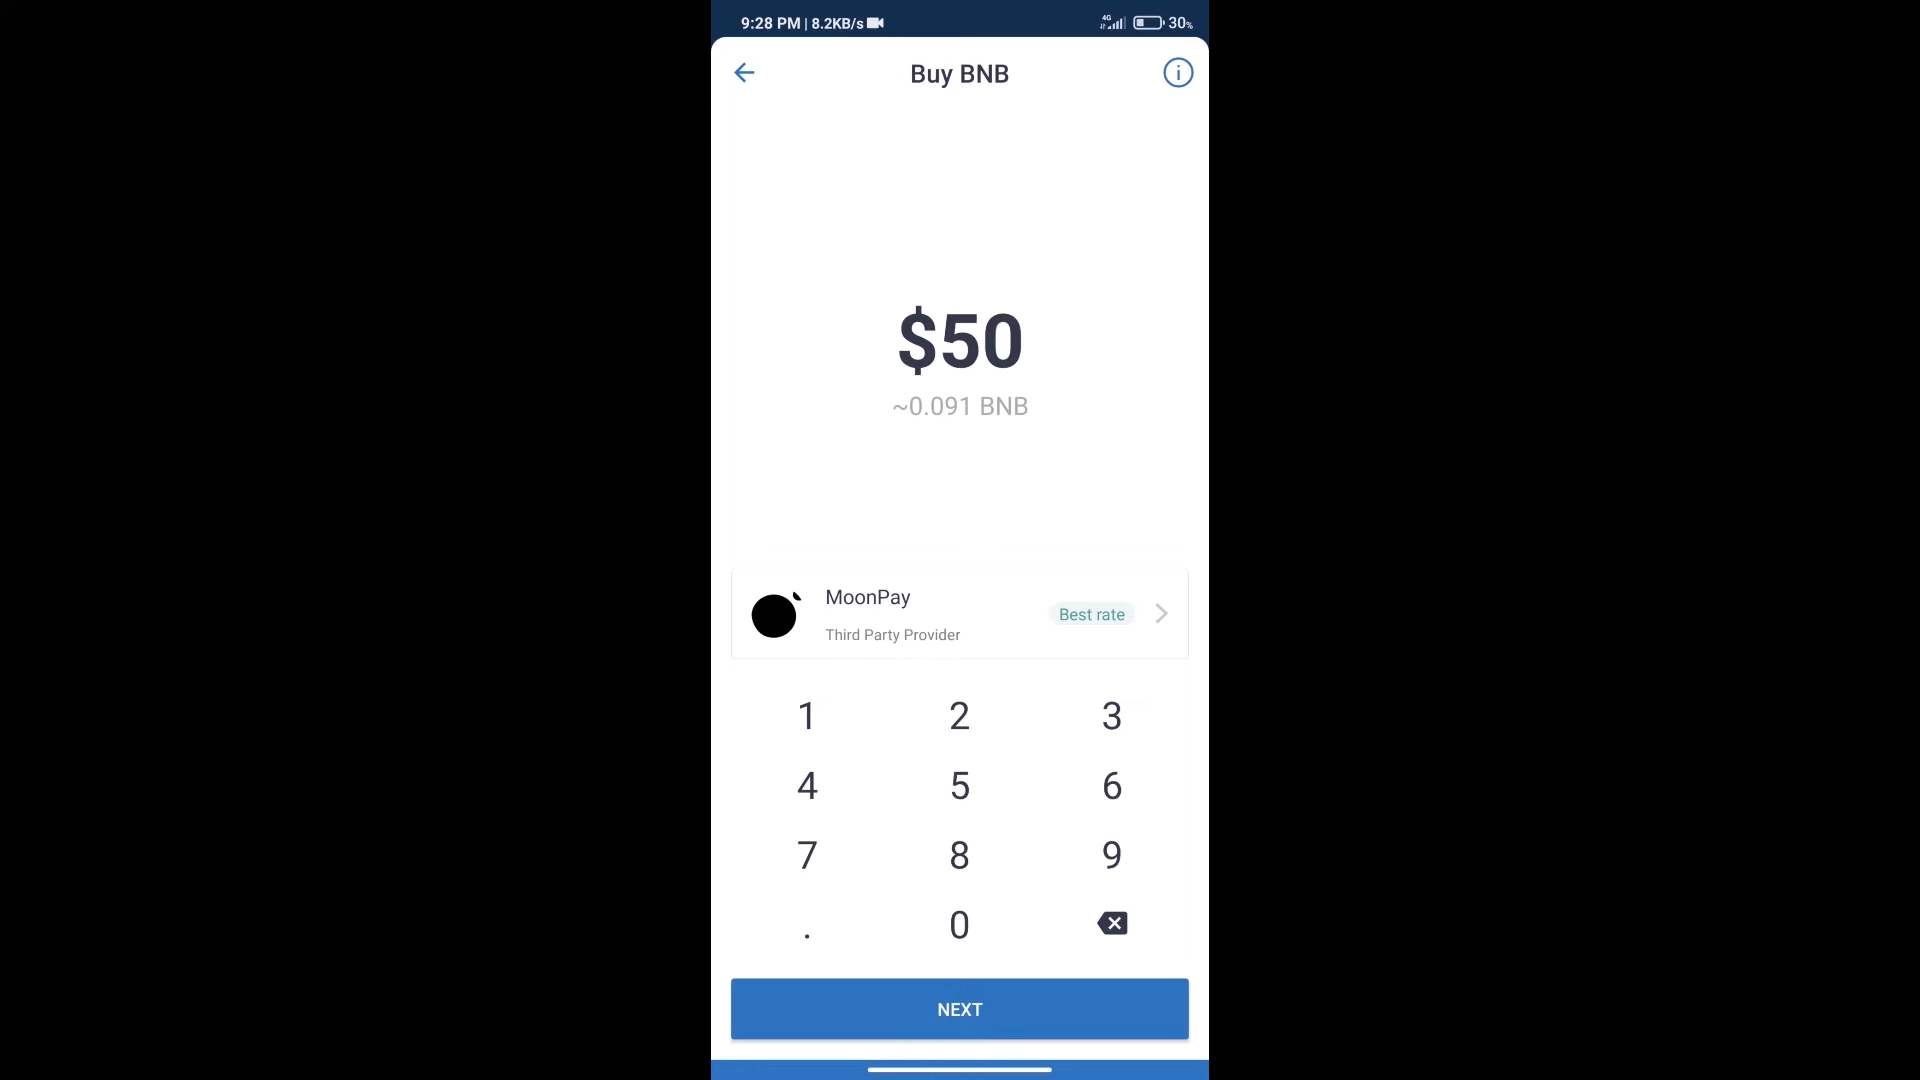 9:28 PM | 8.2KB/s 4G 30%
Buy BNB
$50
~0.091 BNB
MoonPay
Best rate
Third Party Provider
1 2 3
4 5 6
7 8 9
. 0
NEXT